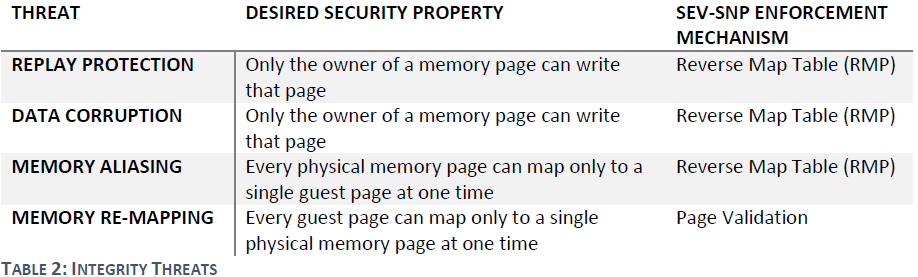 THREAT DESIRED SECURITY PROPERTY SEV-SNP ENFORCEMENT
MECHANISM
REPLAY PROTECTION Only the owner of a memory page can write Reverse Map Table (RMP)
that page
DATA CORRUPTION Only the owner of a memory page can write Reverse Map Table (RMP)
that page
MEMORY ALIASING Every physical memory page can map only to a Reverse Map Table (RMP)
single guest page at one time
MEMORY RE-MAPPING Every guest page can map only to a single Page Validation
physical memory page at one time
TABLE 2: INTEGRITY THREATS